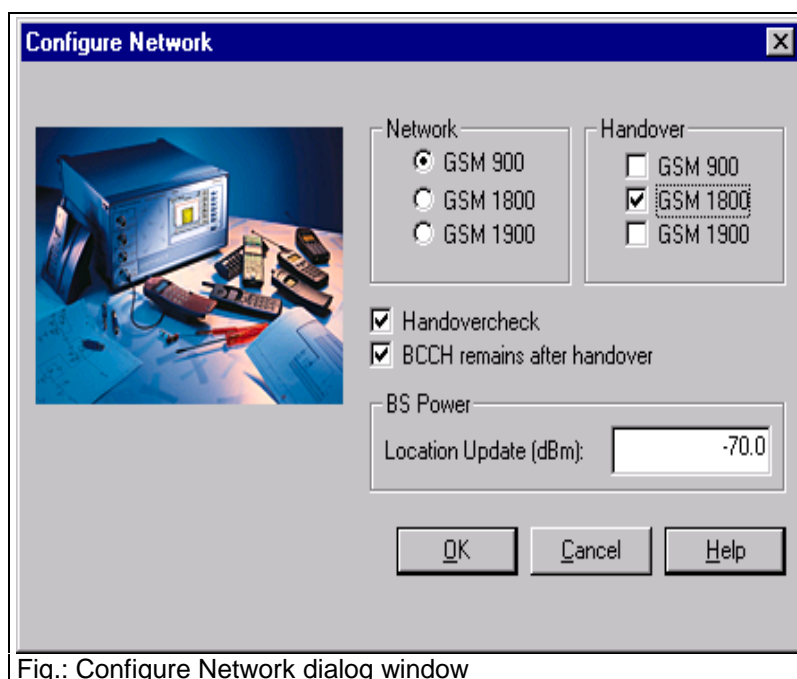 Configure Network
Network
GSM 900
GSM 1800
GSM 1900
Handover
GSM 900
GSM 1800
GSM 1900
Handovercheck
BCCH remains after handover
BS Power
Location Update (dBm):
-70.0
OK
Cancel
Help
Fig.: Configure Network dialog window